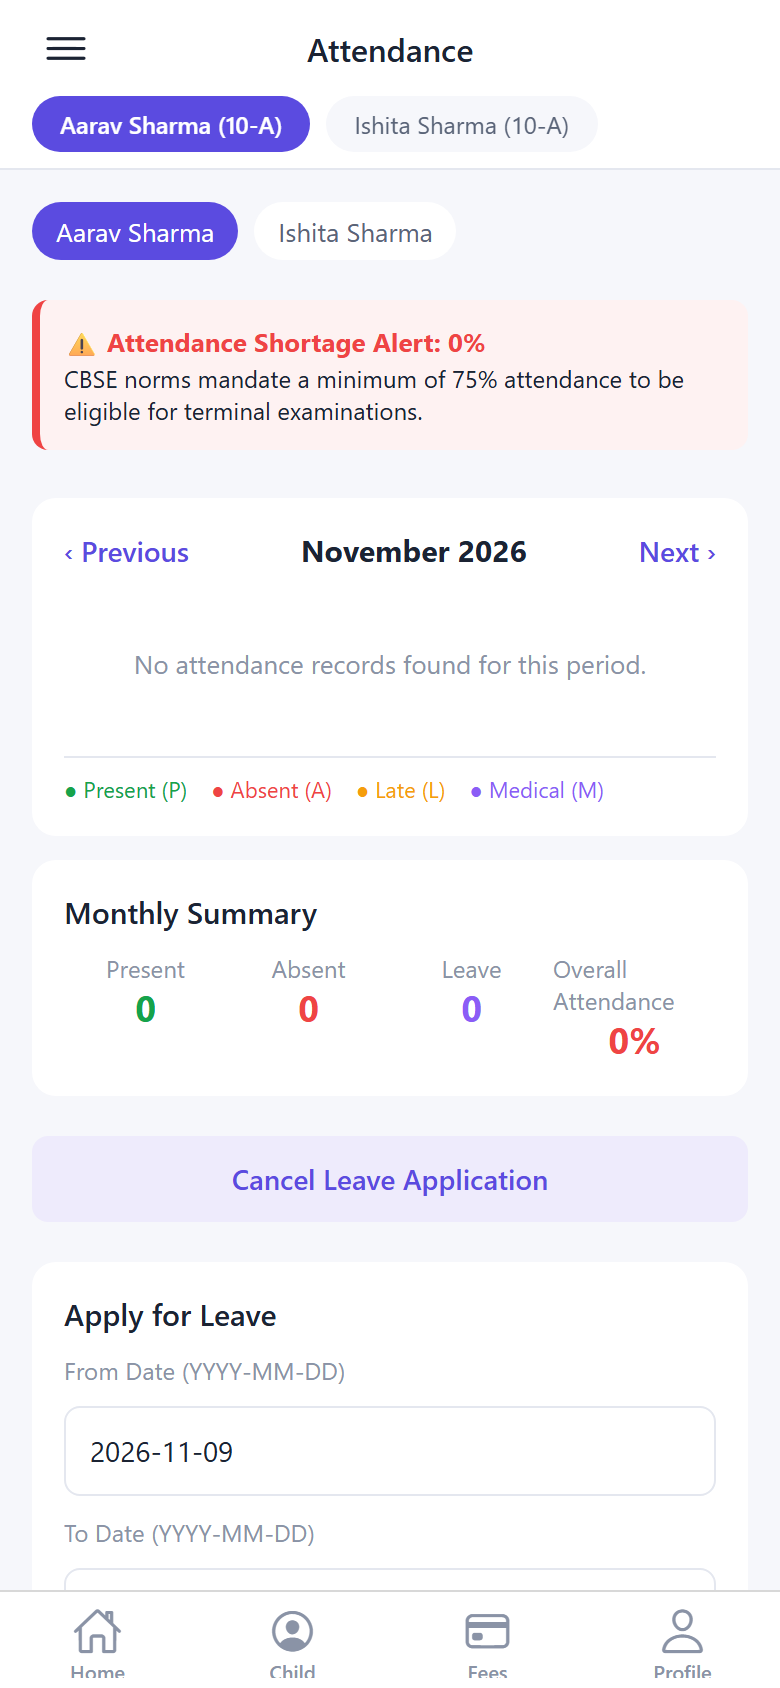 Attendance
Aarav Sharma (10-A) Ishita Sharma (10-A)
Aarav Sharma Ishita Sharma
⚠️ Attendance Shortage Alert: 0%
CBSE norms mandate a minimum of 75% attendance to be
eligible for terminal examinations.
‹ Previous November 2026 Next ›
No attendance records found for this period.
● Present (P) ● Absent (A) ● Late (L) ● Medical (M)
Monthly Summary
Present Absent Leave Overall Attendance
0 0 0 0%
Cancel Leave Application
Apply for Leave
From Date (YYYY-MM-DD)
2026-11-09
To Date (YYYY-MM-DD)
Home Child Fees Profile